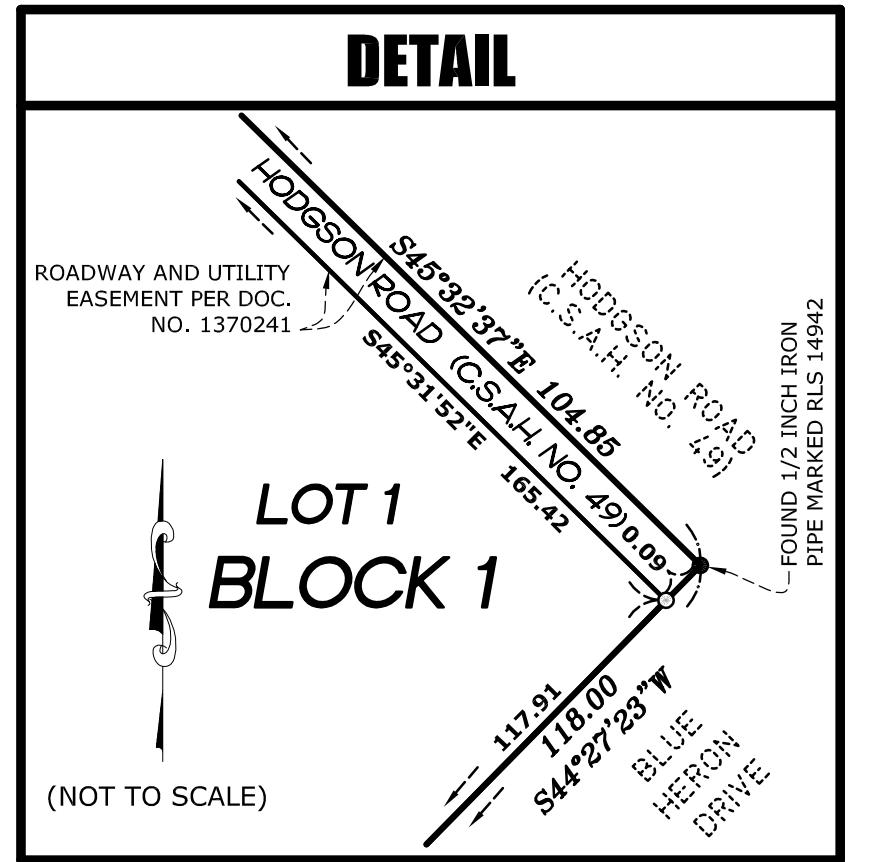 DETAIL
HODGSON ROAD (C.S.A.H. NO. 49)
S45°32'37"E 104.85
ROADWAY AND UTILITY
EASEMENT PER DOC.
NO. 1370241
S45°31'52"E 165.42
HODGSON ROAD
(C.S.A.H. NO. 49)
FOUND 1/2 INCH IRON
PIPE MARKED RLS 14942
0.09
LOT 1
BLOCK 1
117.91
118.00
S44°27'23"W
BLUE
HERON
DRIVE
(NOT TO SCALE)